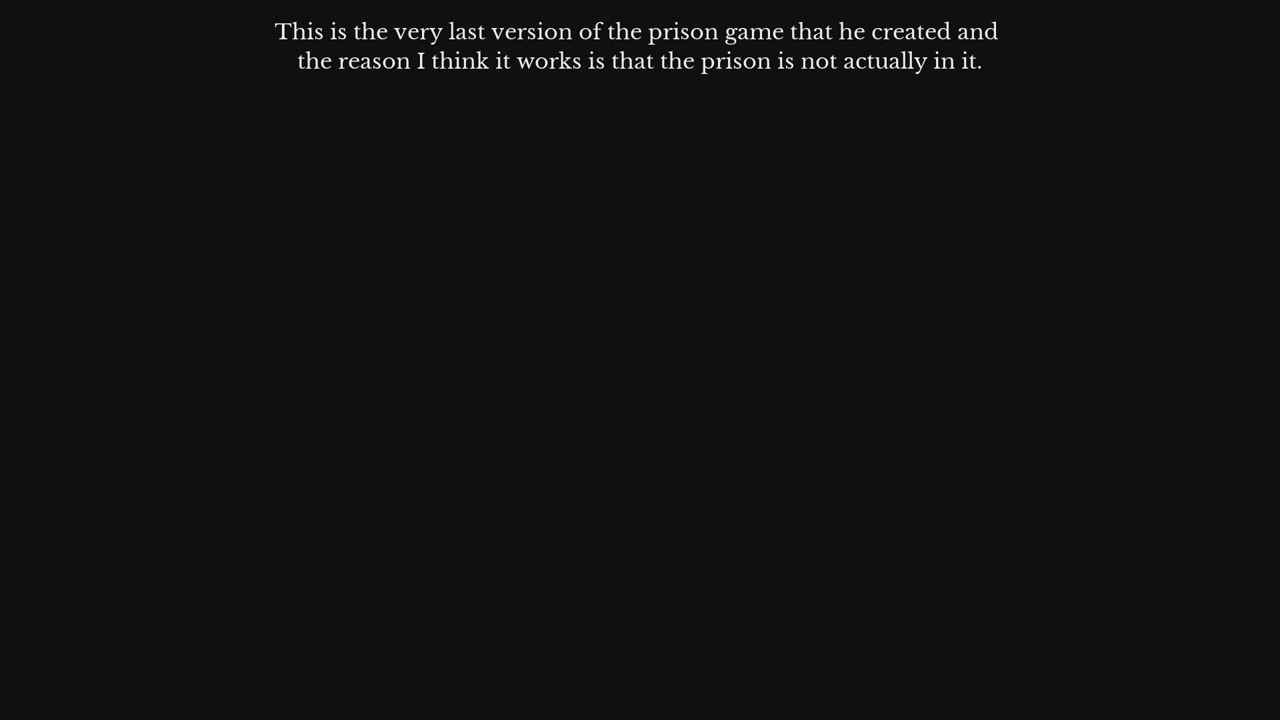 This is the very last version of the prison game that he created and
the reason I think it works is that the prison is not actually in it.